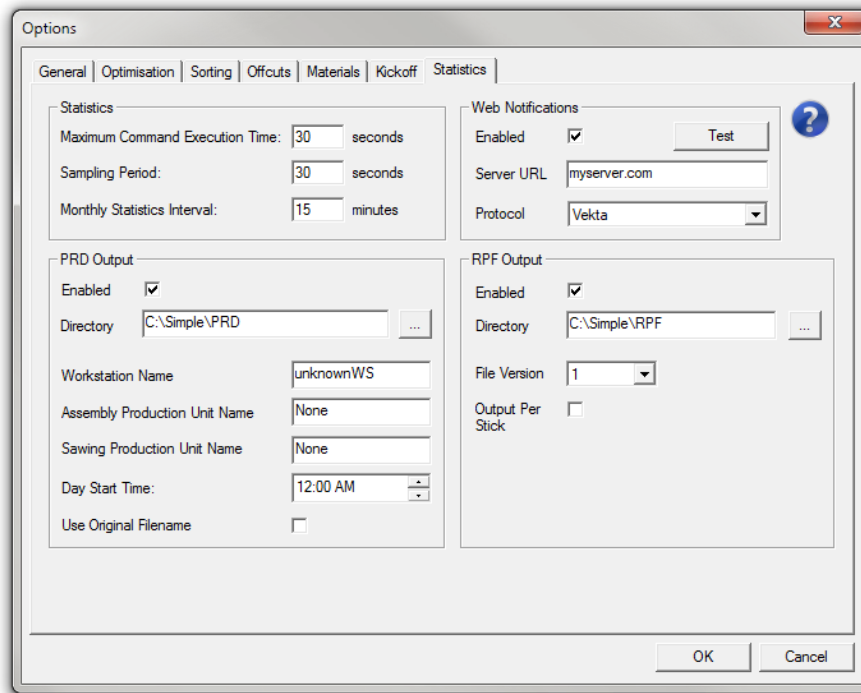 Options
X
General Optimisation Sorting Offcuts Materials Kickoff Statistics
Statistics
Maximum Command Execution Time: 30 seconds
Sampling Period: 30 seconds
Monthly Statistics Interval: 15 minutes
Web Notifications
Enabled Test
Server URL myserver.com
Protocol Vekta
?
PRD Output
Enabled
Directory C:\Simple\PRD ...
Workstation Name unknownWS
Assembly Production Unit Name None
Sawing Production Unit Name None
Day Start Time: 12:00 AM
Use Original Filename
RPF Output
Enabled
Directory C:\Simple\RPF ...
File Version 1
Output Per
Stick
OK Cancel